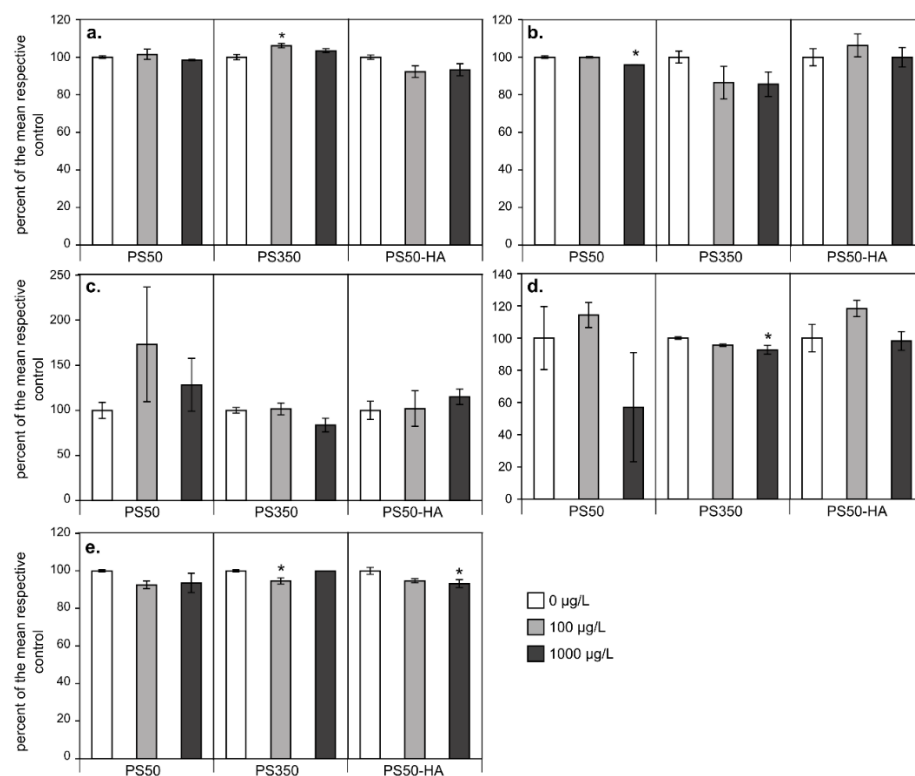 a.
percent of the mean respective
control
120
100
80
60
40
20
0
*
PS50
PS350
PS50-HA
b.
120
100
80
60
40
20
0
*
PS50
PS350
PS50-HA
c.
percent of the mean respective
control
250
200
150
100
50
0
PS50
PS350
PS50-HA
d.
140
120
100
80
60
40
20
0
*
PS50
PS350
PS50-HA
e.
percent of the mean respective
control
120
100
80
60
40
20
0
*
*
PS50
PS350
PS50-HA
0 µg/L
100 µg/L
1000 µg/L